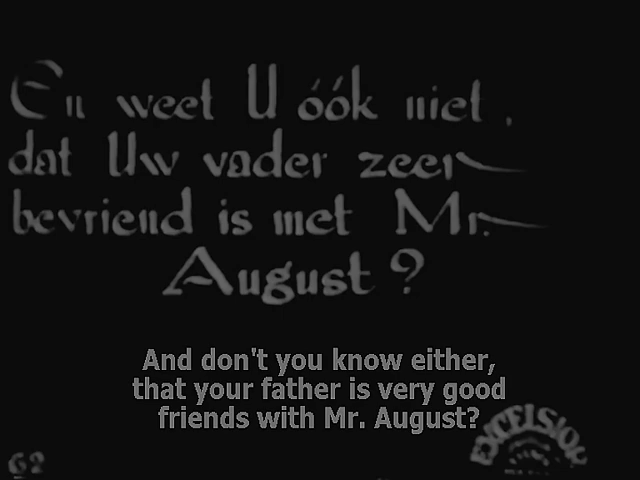 En weet U óók niet,
dat Uw vader zeer
bevriend is met Mr.
August?
And don't you know either,
that your father is very good
friends with Mr. August?
EXCELSIOR
62